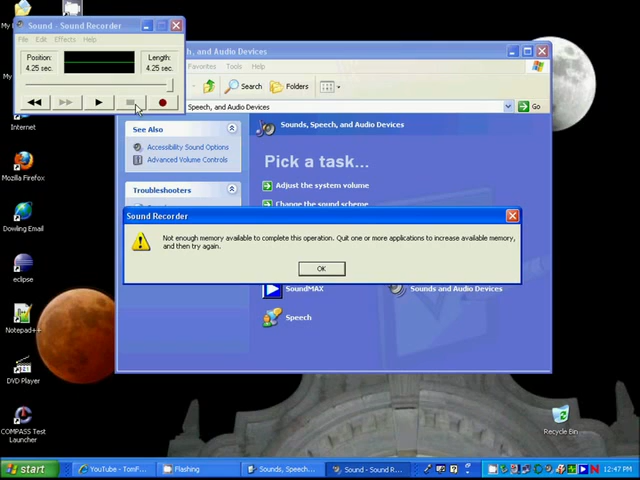 Sound - Sound Recorder
File Edit Effects Help
Position:
4.25 sec.
Length:
4.25 sec.
ch, and Audio Devices
Favorites Tools Help
Search
Folders
Speech, and Audio Devices
Go
See Also
Accessibility Sound Options
Advanced Volume Controls
Troubleshooters
Sounds, Speech, and Audio Devices
Pick a task...
Adjust the system volume
Change the sound scheme
Sound Recorder
Not enough memory available to complete this operation. Quit one or more applications to increase available memory,
and then try again.
OK
SoundMAX
Sounds and Audio Devices
Speech
Internet
Mozilla Firefox
Dowling Email
eclipse
Notepad++
DVD Player
COMPASS Test
Launcher
Recycle Bin
start
YouTube - TomF...
Flashing
Sounds, Speech...
Sound - Sound R...
12:47 PM